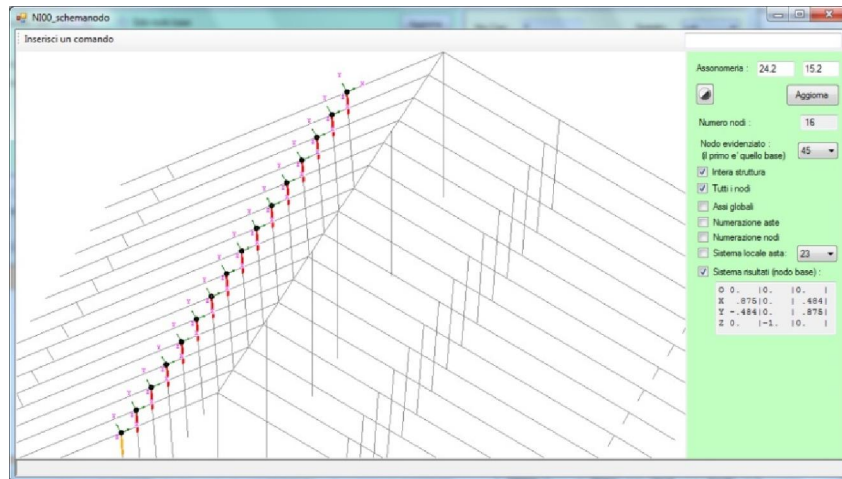 NI00_schemanodo
Inserisci un comando
Assonometria : 24.2 15.2
Aggiorna
Numero nodi : 16
Nodo evidenziato :
(il primo e' quello base) 45
Intera struttura
Tutti i nodi
Assi globali
Numerazione aste
Numerazione nodi
Sistema locale asta: 23
Sistema risultati (nodo base) :
O 0. |0. |0. |
X .875|0. | .484|
Y -.484|0. | .875|
Z 0. |-1. |0. |